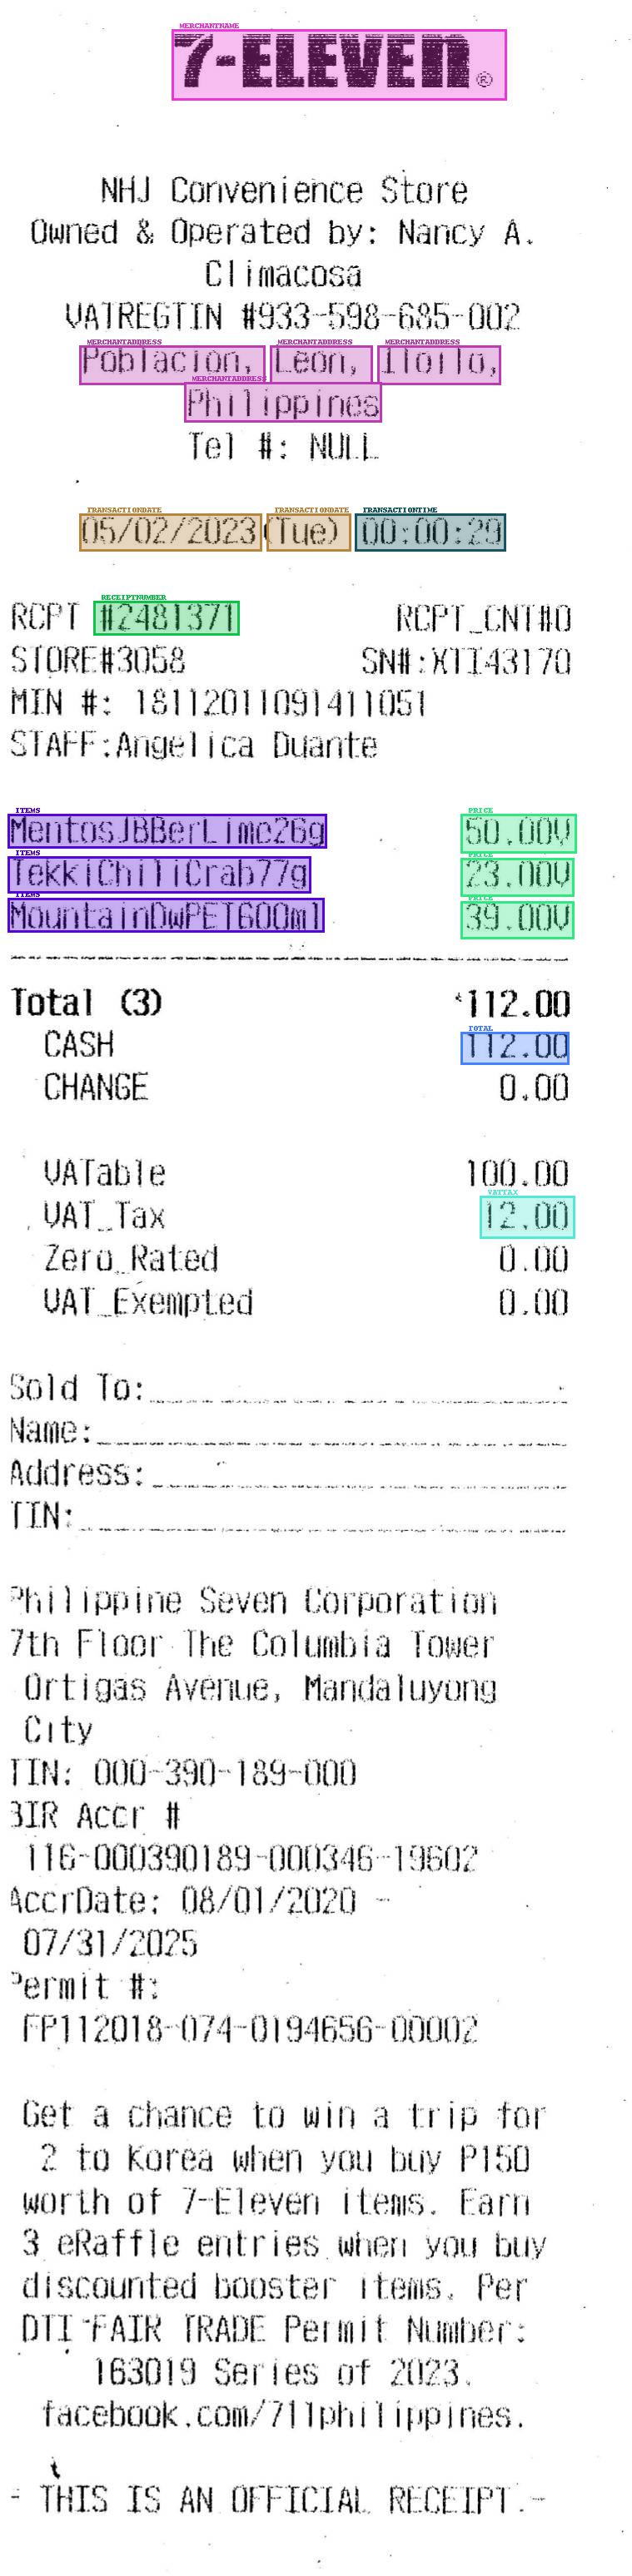 MERCHANTNAME
7-ELEVEn®
NHJ Convenience Store
Owned & Operated by: Nancy A.
Climacosa
VATREGTIN #933-598-685-002
MERCHANTADDRESS MERCHANTADDRESS MERCHANTADDRESS
Poblacion, Leon, Iloilo,
MERCHANTADDRESS
Philippines
Tel #: NULL
TRANSACTIONDATE TRANSACTIONDATE TRANSACTIONTIME
05/02/2023(Tue) 00:00:29
RECEIPTNUMBER
RCPT #2481371 RCPT_CNT#0
STORE#3058 SN#:XTI43170
MIN #: 18112011091411051
STAFF:Angelica Duante
ITEMS PRICE
MentosJBBerLime26g 50.00V
ITEMS PRICE
TekkiChiliCrab77g 23.00V
ITEMS PRICE
MountainDwPET600ml 39.00V
Total (3) 112.00
TOTAL
CASH 112.00
CHANGE 0.00
VATable 100.00
VATTAX
VAT_Tax 12.00
Zero_Rated 0.00
VAT_Exempted 0.00
Sold To:
Name:
Address:
TIN:
Philippine Seven Corporation
7th Floor The Columbia Tower
Ortigas Avenue, Mandaluyong
City
TIN: 000-390-189-000
BIR Accr #
116-000390189-000346-19602
AccrDate: 08/01/2020 -
07/31/2025
Permit #:
FP112018-074-0194656-00002
Get a chance to win a trip for
2 to Korea when you buy P150
worth of 7-Eleven items. Earn
3 eRaffle entries when you buy
discounted booster items. Per
DTI FAIR TRADE Permit Number:
163019 Series of 2023.
facebook.com/711philippines.
- THIS IS AN OFFICIAL RECEIPT.-